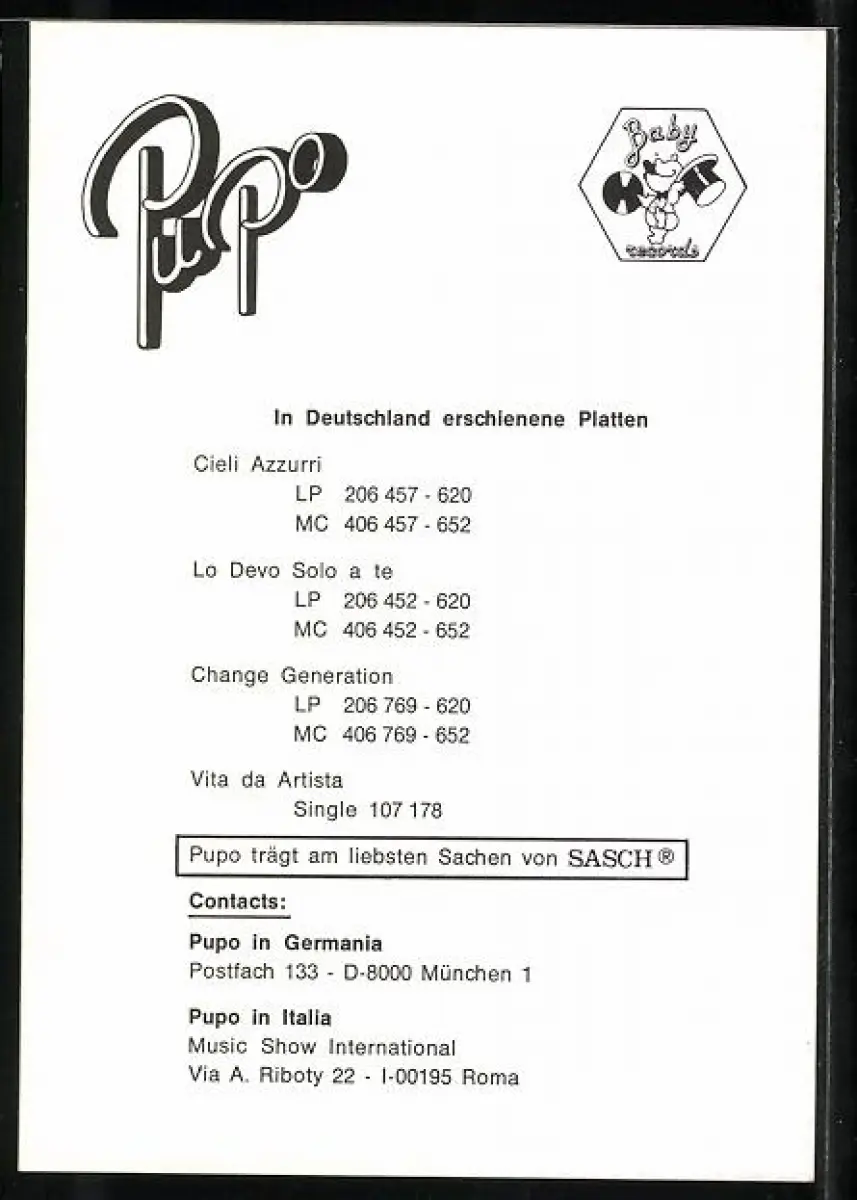 Pupo
Baby
records
In Deutschland erschienene Platten
Cieli Azzurri
LP 206 457 - 620
MC 406 457 - 652
Lo Devo Solo a te
LP 206 452 - 620
MC 406 452 - 652
Change Generation
LP 206 769 - 620
MC 406 769 - 652
Vita da Artista
Single 107 178
Pupo trägt am liebsten Sachen von SASCH®
Contacts:
Pupo in Germania
Postfach 133 - D-8000 München 1
Pupo in Italia
Music Show International
Via A. Riboty 22 - I-00195 Roma